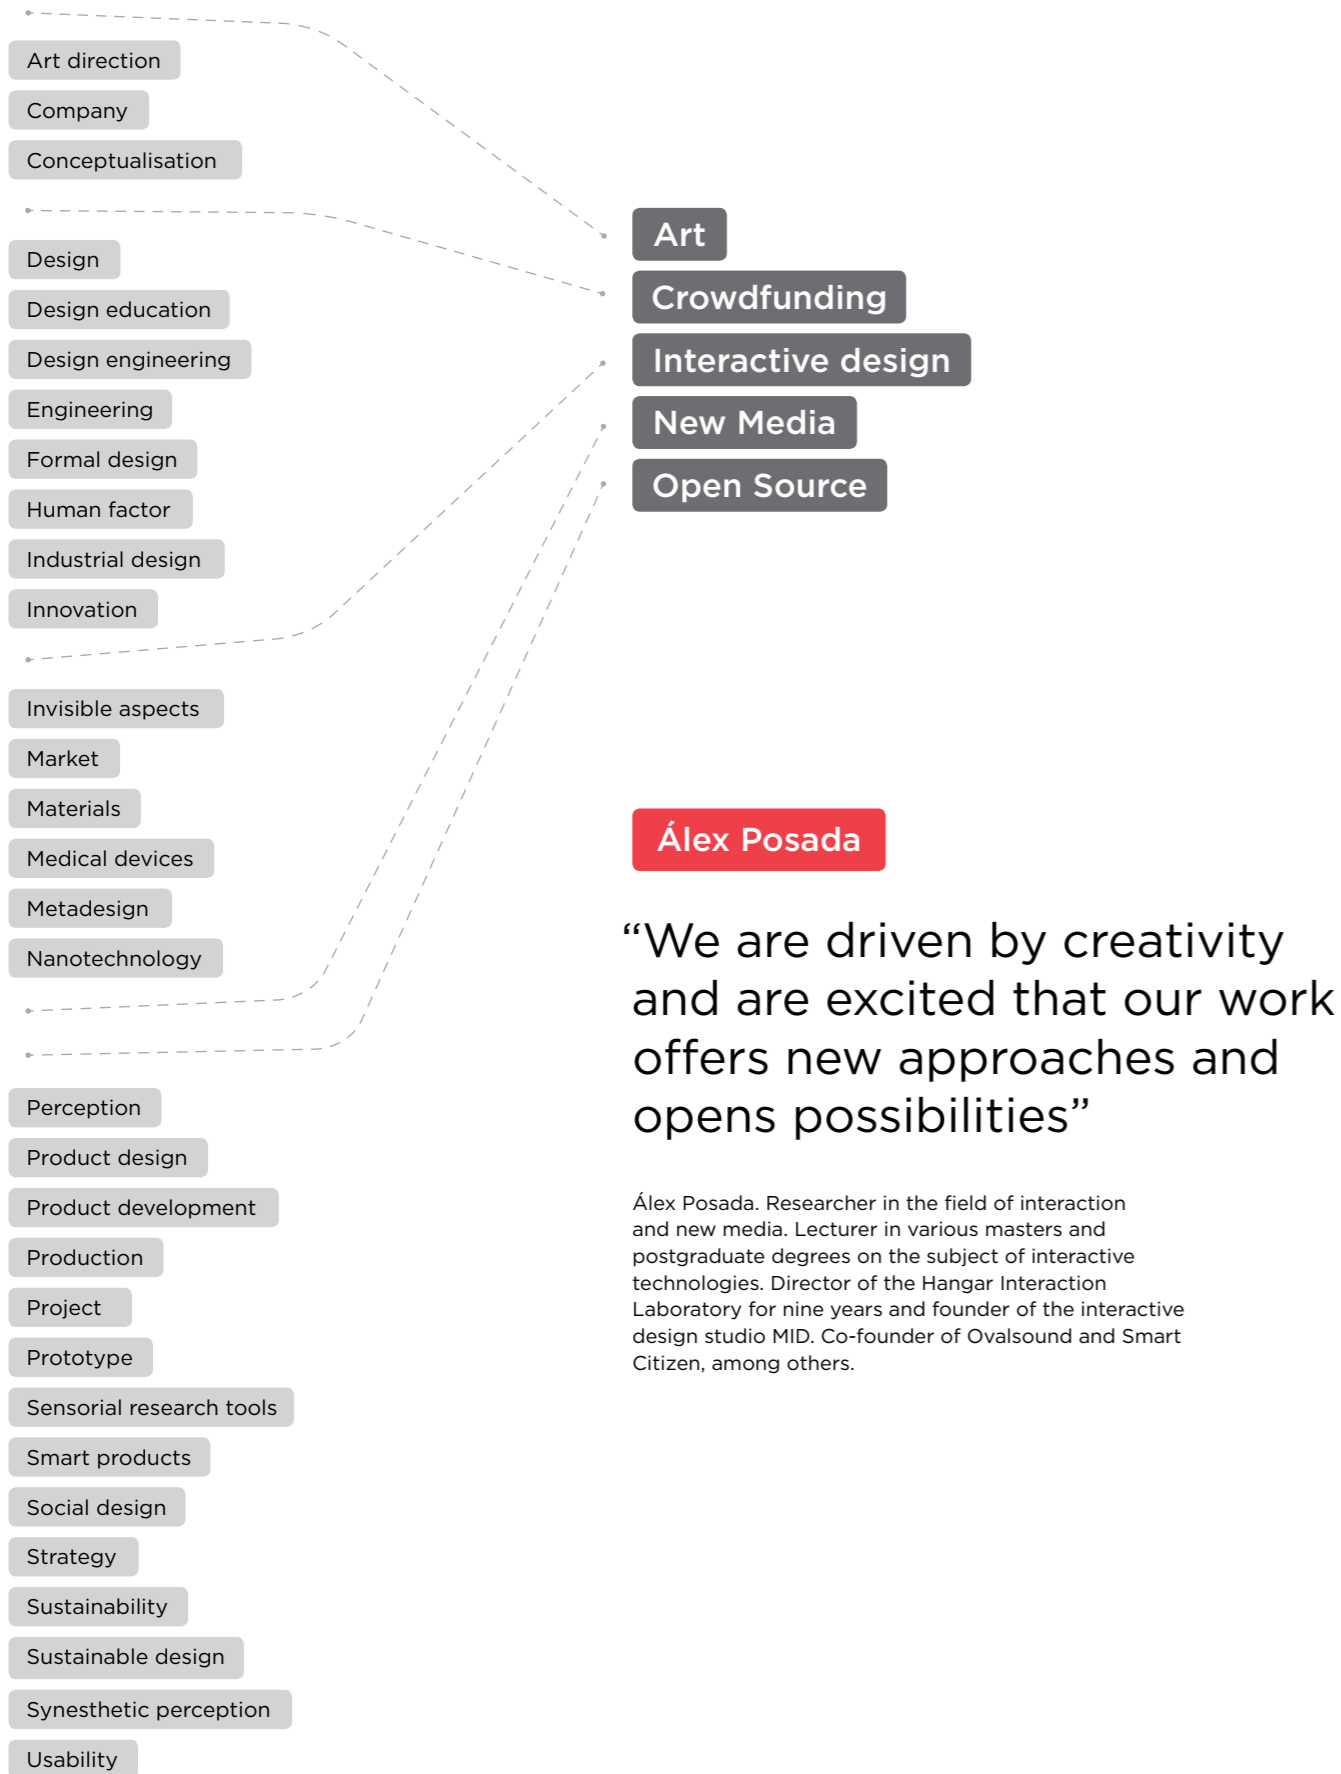 Art direction
Company
Conceptualisation
Design
Design education
Design engineering
Engineering
Formal design
Human factor
Industrial design
Innovation
Invisible aspects
Market
Materials
Medical devices
Metadesign
Nanotechnology
Perception
Product design
Product development
Production
Project
Prototype
Sensorial research tools
Smart products
Social design
Strategy
Sustainability
Sustainable design
Synesthetic perception
Usability
Art
Crowdfunding
Interactive design
New Media
Open Source
Álex Posada
“We are driven by creativity
and are excited that our work
offers new approaches and
opens possibilities”
Álex Posada. Researcher in the field of interaction
and new media. Lecturer in various masters and
postgraduate degrees on the subject of interactive
technologies. Director of the Hangar Interaction
Laboratory for nine years and founder of the interactive
design studio MID. Co-founder of Ovalsound and Smart
Citizen, among others.